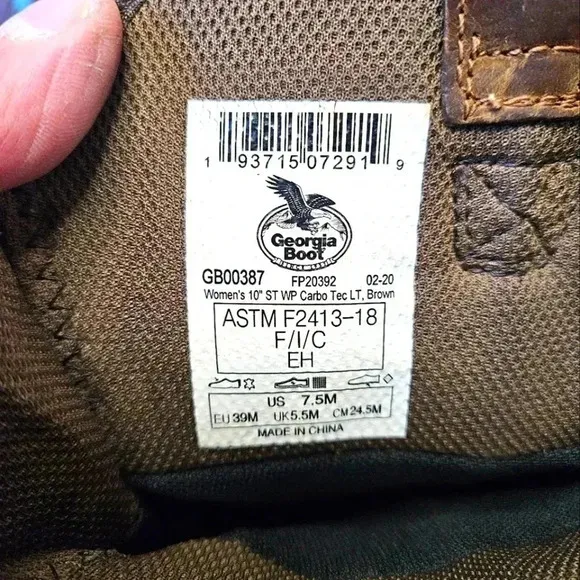 1 93715 07291 9
Georgia
Boot
GB00387 FP20392 02-20
Women's 10" ST WP Carbo Tec LT, Brown
ASTM F2413-18
F/I/C
EH
US 7.5M
EU 39M UK 5.5M CM 24.5M
MADE IN CHINA